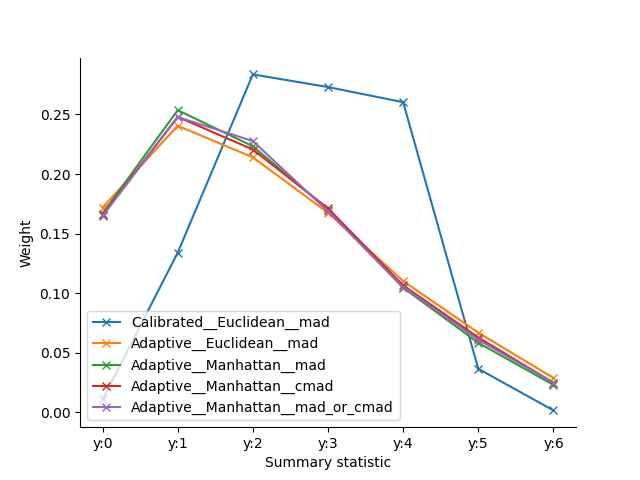 0.25
0.20
0.15
0.10
0.05
0.00
Weight
Calibrated__Euclidean__mad
Adaptive__Euclidean__mad
Adaptive__Manhattan__mad
Adaptive__Manhattan__cmad
Adaptive__Manhattan__mad_or_cmad
y:0 y:1 y:2 y:3 y:4 y:5 y:6
Summary statistic